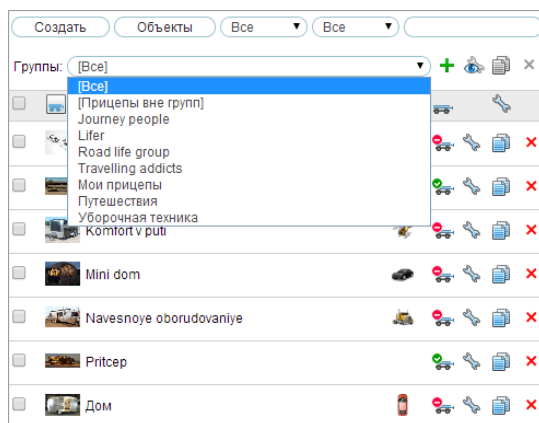 Создать Объекты Все Все
Группы: [Все]
[Все]
[Прицепы вне групп]
Journey people
Lifer
Road life group
Travelling addicts
Мои прицепы
Путешествия
Уборочная техника
Komfort v puti
Mini dom
Navesnoye oborudovaniye
Pritcep
Дом